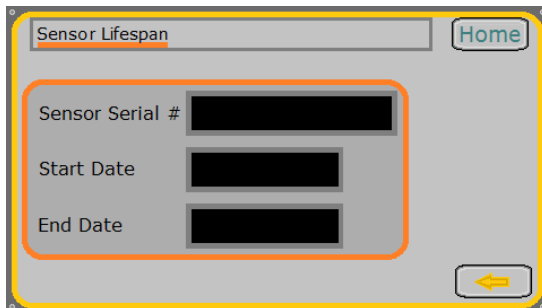 Sensor Lifespan
Home
Sensor Serial #
Start Date
End Date